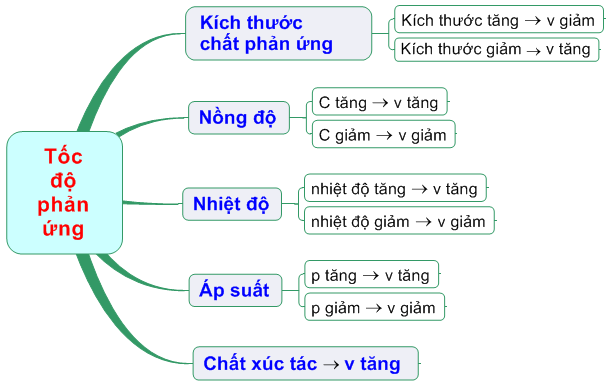 Tốc
độ
phản
ứng
Kích thước
chất phản ứng
Kích thước tăng → v giảm
Kích thước giảm → v tăng
Nồng độ
C tăng → v tăng
C giảm → v giảm
Nhiệt độ
nhiệt độ tăng → v tăng
nhiệt độ giảm → v giảm
Áp suất
p tăng → v tăng
p giảm → v giảm
Chất xúc tác → v tăng